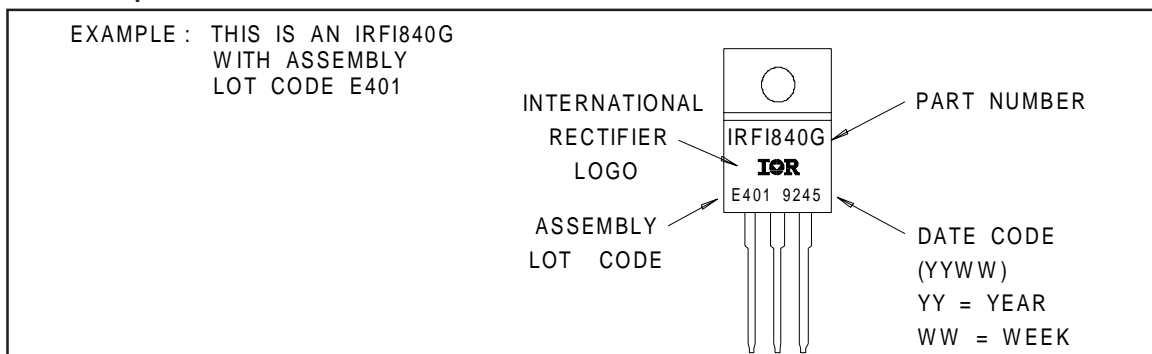 EXAMPLE : THIS IS AN IRFI840G
WITH ASSEMBLY
LOT CODE E401
INTERNATIONAL
RECTIFIER
LOGO
PART NUMBER
IRFI840G
IOR
E401 9245
ASSEMBLY
LOT CODE
DATE CODE
(YYWW)
YY = YEAR
WW = WEEK